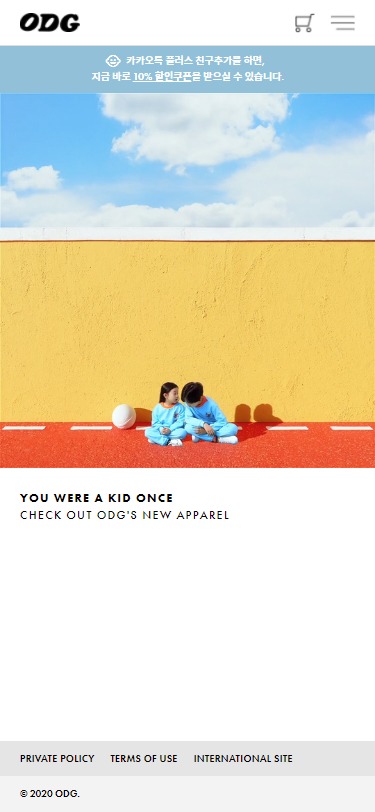 ODG
카카오톡 플러스 친구추가를 하면,
지금 바로 10% 할인쿠폰을 받으실 수 있습니다.
YOU WERE A KID ONCE
CHECK OUT ODG'S NEW APPAREL
PRIVATE POLICY TERMS OF USE INTERNATIONAL SITE
© 2020 ODG.